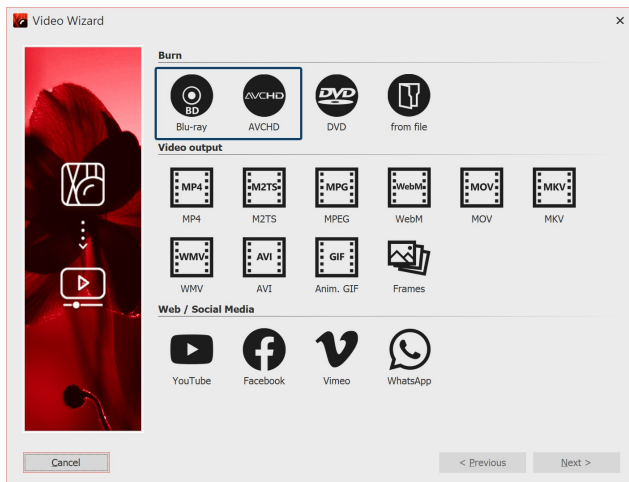 Video Wizard
Burn
BD AVCHD DVD
Blu-ray AVCHD DVD from file
Video output
MP4 M2TS MPG WebM MOV MKV
MP4 M2TS MPEG WebM MOV MKV
WMV AVI GIF
WMV AVI Anim. GIF Frames
Web / Social Media
YouTube Facebook Vimeo WhatsApp
Cancel < Previous Next >